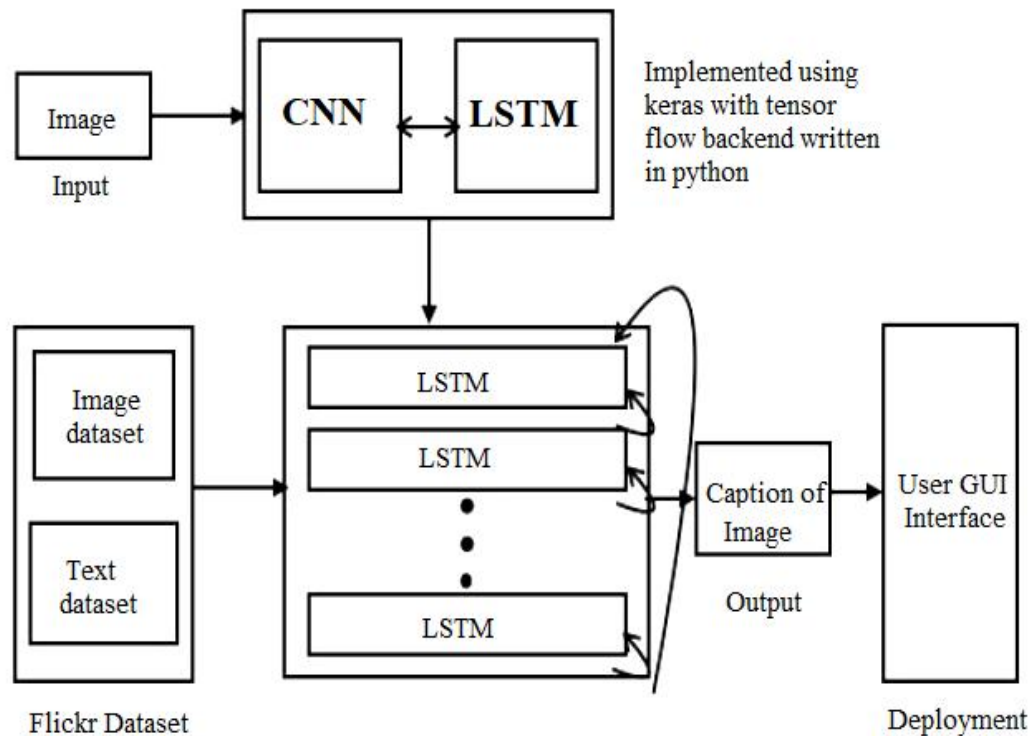 Image
Input
CNN
LSTM
Implemented using
keras with tensor
flow backend written
in python
Image
dataset
Text
dataset
Flickr Dataset
LSTM
LSTM
LSTM
Caption of
Image
Output
User GUI
Interface
Deployment